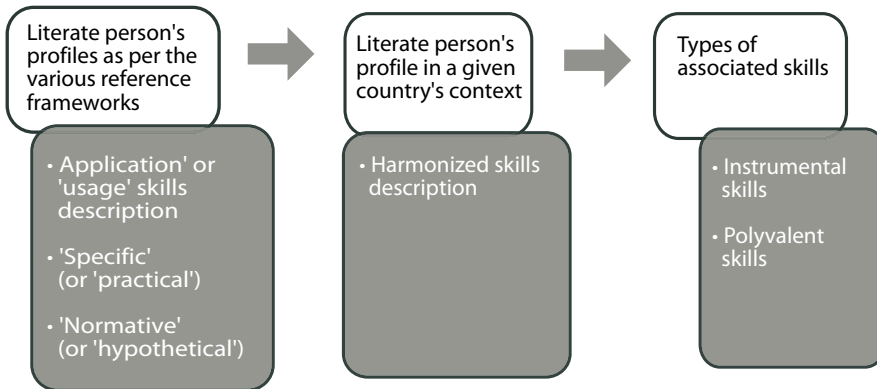 Literate person's
profiles as per the
various reference
frameworks
• Application' or
'usage' skills
description
• 'Specific'
(or 'practical')
• 'Normative'
(or 'hypothetical')
Literate person's
profile in a given
country's context
• Harmonized skills
description
Types of
associated skills
• Instrumental
skills
• Polyvalent
skills